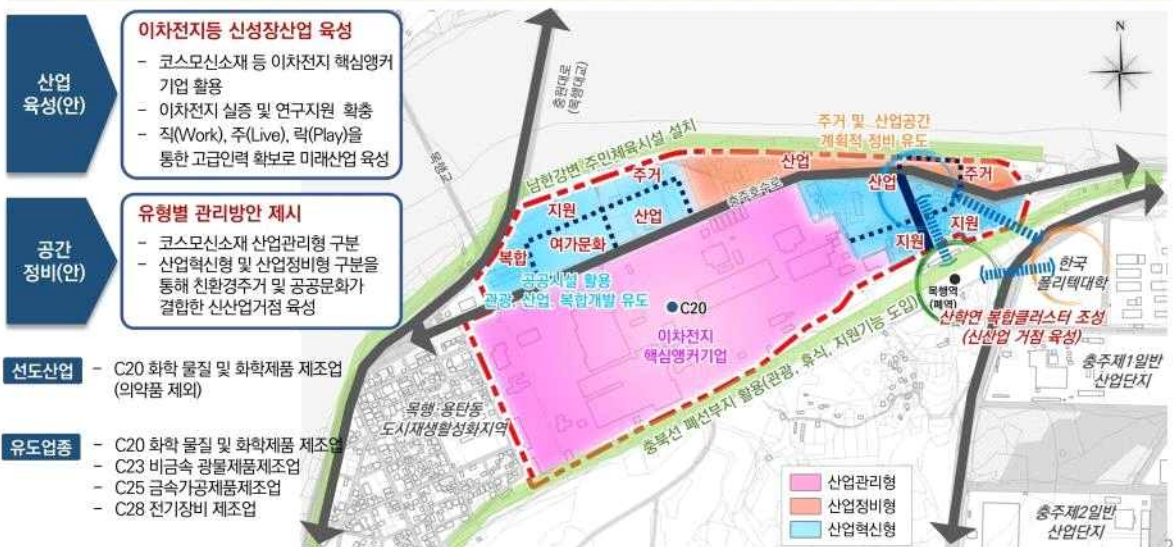 산업
육성(안)
이차전지등 신성장산업 육성
- 코스모신소재 등 이차전지 핵심앵커
기업 활용
- 이차전지 실증 및 연구지원 확충
- 직(Work), 주(Live), 락(Play)을
통한 고급인력 확보로 미래산업 육성
공간
정비(안)
유형별 관리방안 제시
- 코스모신소재 산업관리형 구분
- 산업혁신형 및 산업정비형 구분을
통해 친환경주거 및 공공문화가
결합한 신산업거점 육성
선도산업
- C20 화학 물질 및 화학제품 제조업
(의약품 제외)
유도업종
- C20 화학 물질 및 화학제품 제조업
- C23 비금속 광물제품제조업
- C25 금속가공제품제조업
- C28 전기장비 제조업
N
중원대로
(목행대교)
남한강변 주민체육시설 설치
주거 및 산업공간
계획적 정비 유도
주거
산업
산업
주거
충주호수로
지원
산업
여가문화
복합
지원
지원
공공시설 활용
관광, 산업, 복합개발 유도
C20
이차전지
핵심앵커기업
목행역
(폐역)
한국
폴리텍대학
산학연 복합클러스터 조성
(신산업 거점 육성)
충북선 폐선부지 활용(관광, 휴식, 지원기능 도입)
목행·용탄동
도시재생활성화지역
충주제1일반
산업단지
충주제2일반
산업단지
산업관리형
산업정비형
산업혁신형